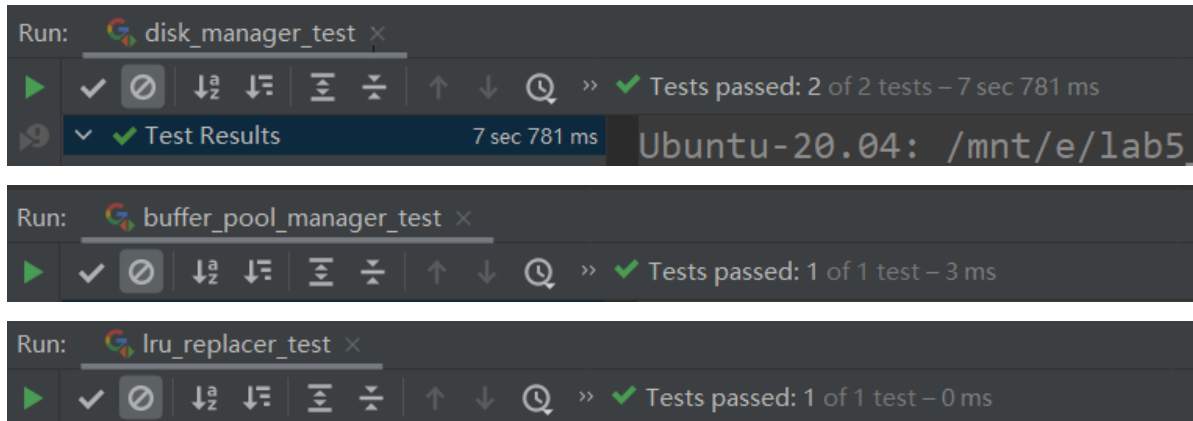 Run: disk_manager_test ×
» Tests passed: 2 of 2 tests – 7 sec 781 ms
Test Results 7 sec 781 ms
Ubuntu-20.04: /mnt/e/lab5_
Run: buffer_pool_manager_test ×
» Tests passed: 1 of 1 test – 3 ms
Run: lru_replacer_test ×
» Tests passed: 1 of 1 test – 0 ms